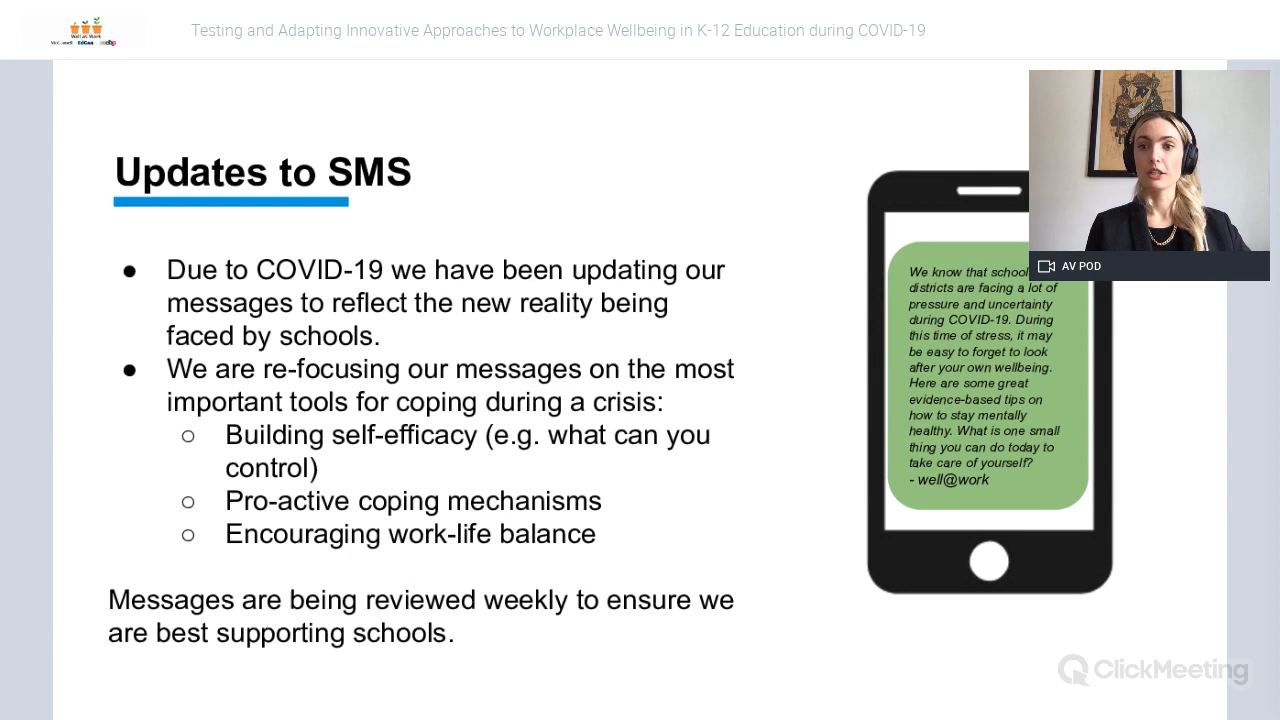 Well at Work
McConnell EdCan
Testing and Adapting Innovative Approaches to Workplace Wellbeing in K-12 Education during COVID-19
AV POD
Updates to SMS
● Due to COVID-19 we have been updating our
messages to reflect the new reality being
faced by schools.
● We are re-focusing our messages on the most
important tools for coping during a crisis:
○ Building self-efficacy (e.g. what can you
control)
○ Pro-active coping mechanisms
○ Encouraging work-life balance
Messages are being reviewed weekly to ensure we
are best supporting schools.
We know that school
districts are facing a lot of
pressure and uncertainty
during COVID-19. During
this time of stress, it may
be easy to forget to look
after your own wellbeing.
Here are some great
evidence-based tips on
how to stay mentally
healthy. What is one small
thing you can do today to
take care of yourself?
- well@work
ClickMeeting